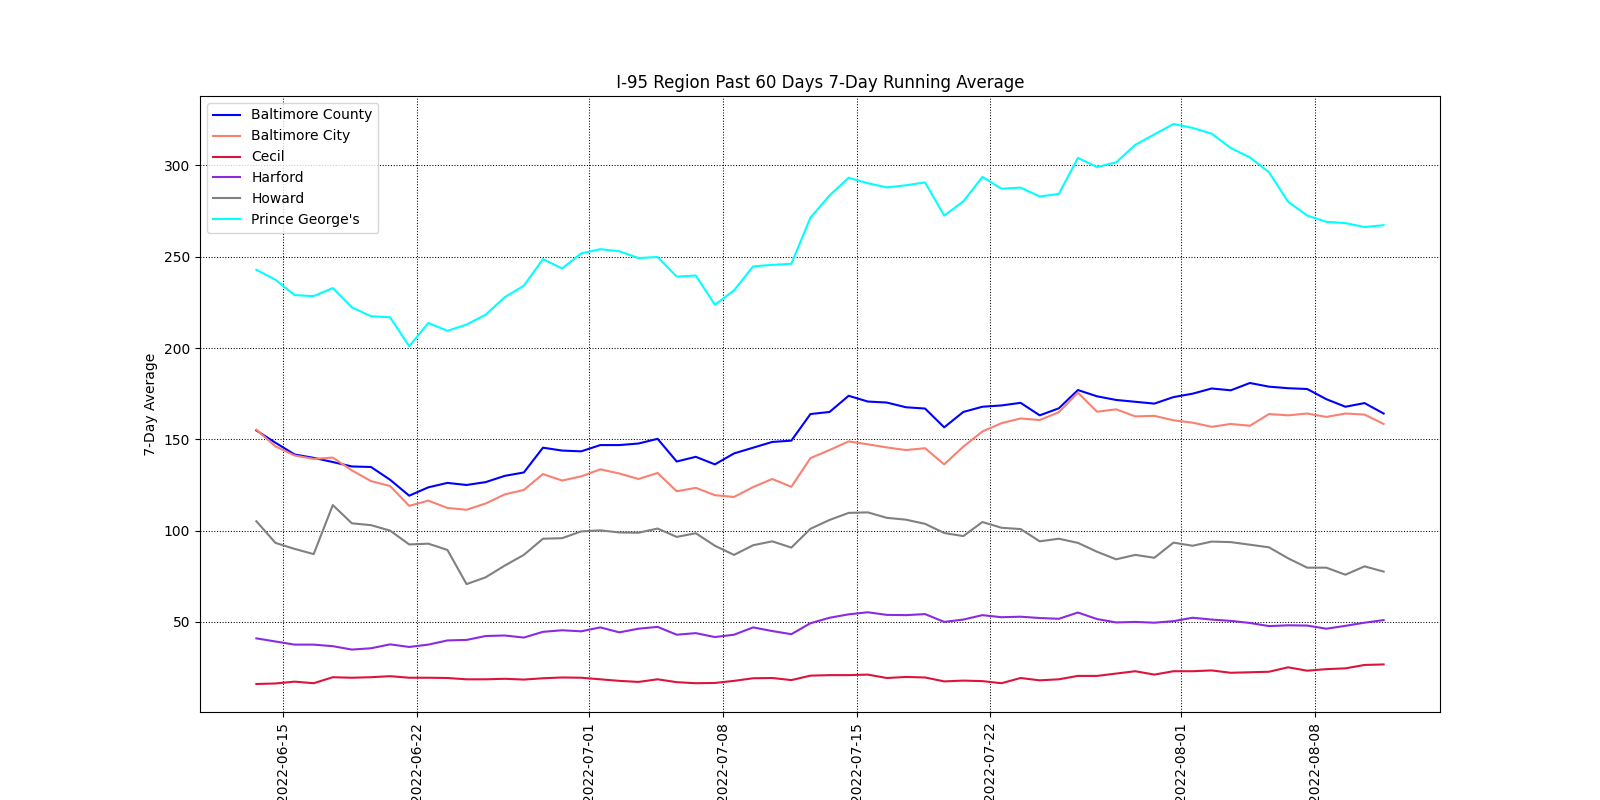 I-95 Region Past 60 Days 7-Day Running Average
Baltimore County
Baltimore City
Cecil
Harford
Howard
Prince George's
7-Day Average
300
250
200
150
100
50
2022-06-15
2022-06-22
2022-07-01
2022-07-08
2022-07-15
2022-07-22
2022-08-01
2022-08-08